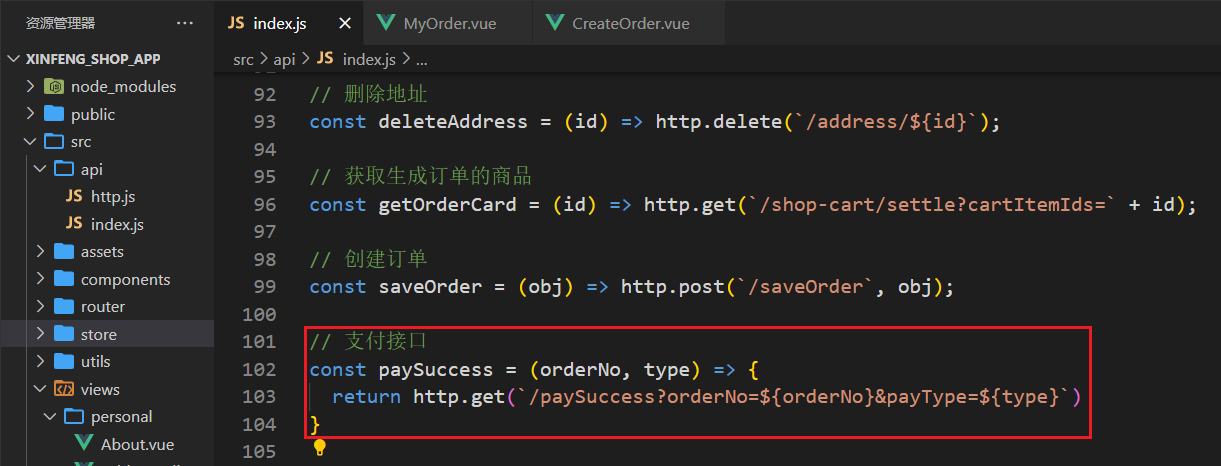 资源管理器 ...
XINFENG_SHOP_APP
node_modules
public
src
api
JS http.js
JS index.js
assets
components
router
store
utils
views
personal
About.vue
JS index.js
MyOrder.vue
CreateOrder.vue
src > api > JS index.js > ...
92 // 删除地址
93 const deleteAddress = (id) => http.delete(`/address/${id}`);
94
95 // 获取生成订单的商品
96 const getOrderCard = (id) => http.get(`/shop-cart/settle?cartItemIds=` + id);
97
98 // 创建订单
99 const saveOrder = (obj) => http.post(`/saveOrder`, obj);
100
101 // 支付接口
102 const paySuccess = (orderNo, type) => {
103 return http.get(`/paySuccess?orderNo=${orderNo}&payType=${type}`)
104 }
105